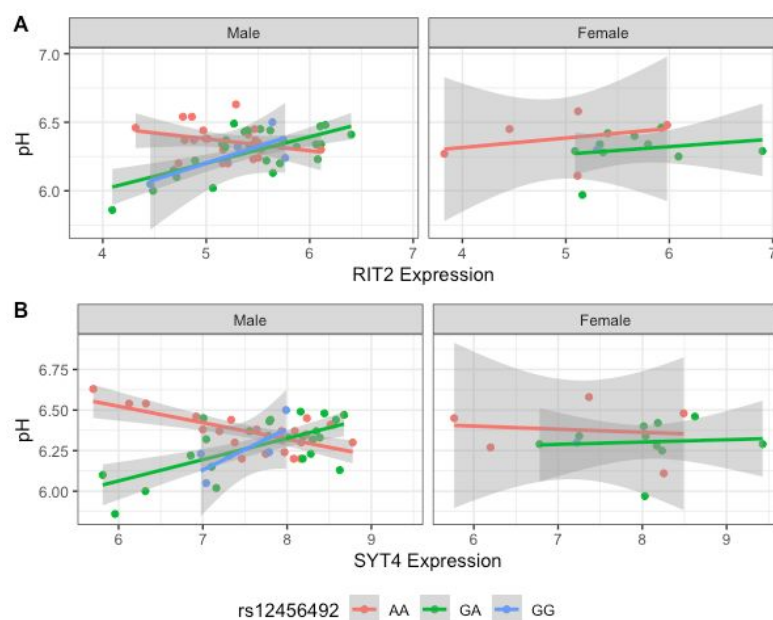 A
Male
Female
7.0
6.5
6.0
pH
4 5 6 7
4 5 6 7
RIT2 Expression
B
Male
Female
6.75
6.50
6.25
6.00
pH
6 7 8 9
6 7 8 9
SYT4 Expression
rs12456492 AA GA GG